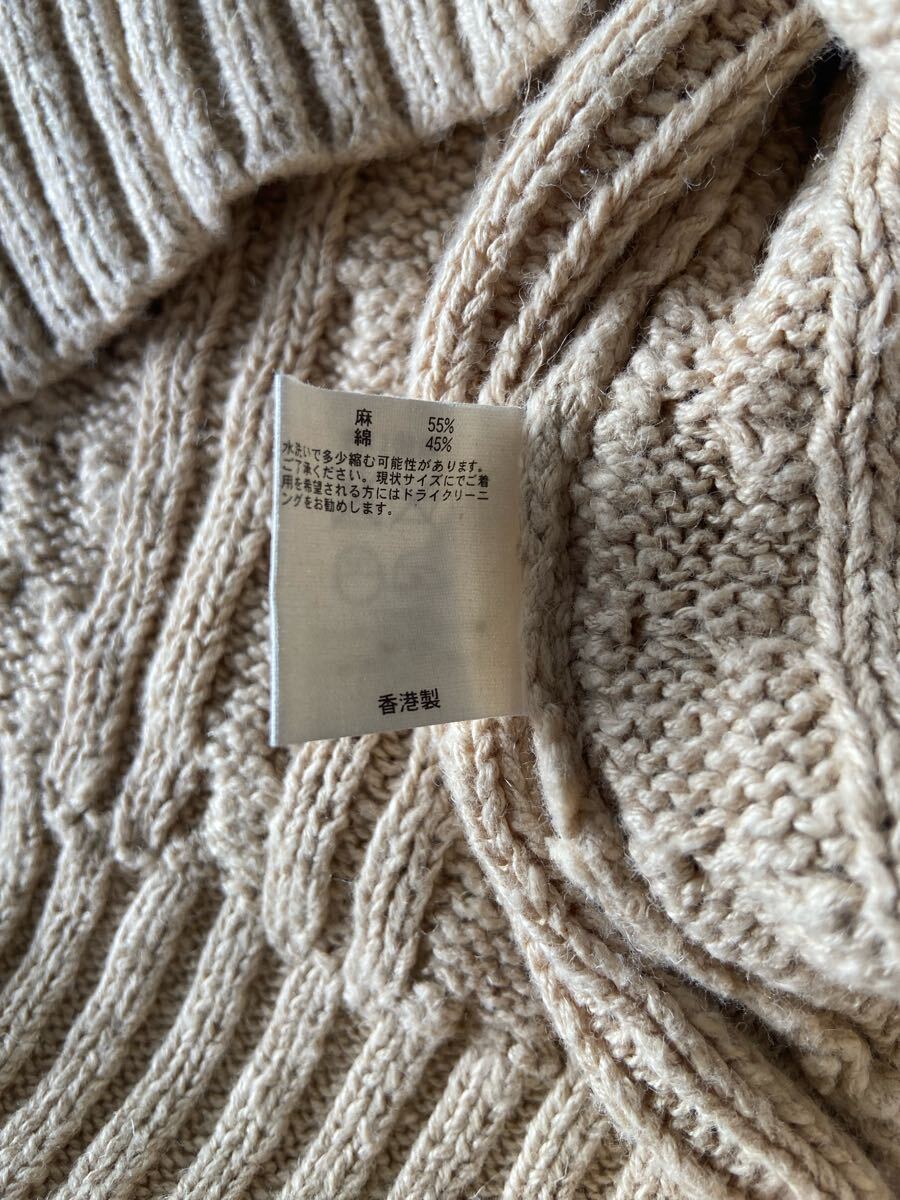 麻 55%
綿 45%
水洗いで多少縮む可能性があります。
ご了承ください。現状サイズにてご着
用を希望される方にはドライクリーニ
ングをお勧めします。
香港製